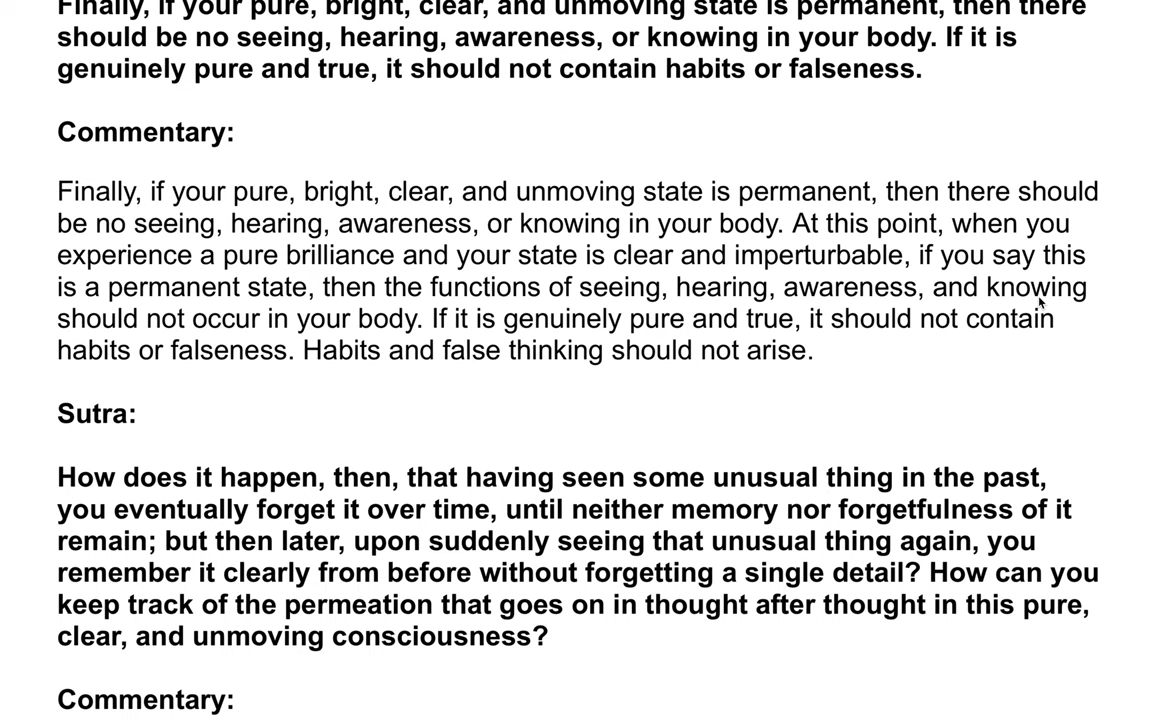 Finally, if your pure, bright, clear, and unmoving state is permanent, then there
should be no seeing, hearing, awareness, or knowing in your body. If it is
genuinely pure and true, it should not contain habits or falseness.
Commentary:
Finally, if your pure, bright, clear, and unmoving state is permanent, then there should
be no seeing, hearing, awareness, or knowing in your body. At this point, when you
experience a pure brilliance and your state is clear and imperturbable, if you say this
is a permanent state, then the functions of seeing, hearing, awareness, and knowing
should not occur in your body. If it is genuinely pure and true, it should not contain
habits or falseness. Habits and false thinking should not arise.
Sutra:
How does it happen, then, that having seen some unusual thing in the past,
you eventually forget it over time, until neither memory nor forgetfulness of it
remain; but then later, upon suddenly seeing that unusual thing again, you
remember it clearly from before without forgetting a single detail? How can you
keep track of the permeation that goes on in thought after thought in this pure,
clear, and unmoving consciousness?
Commentary: